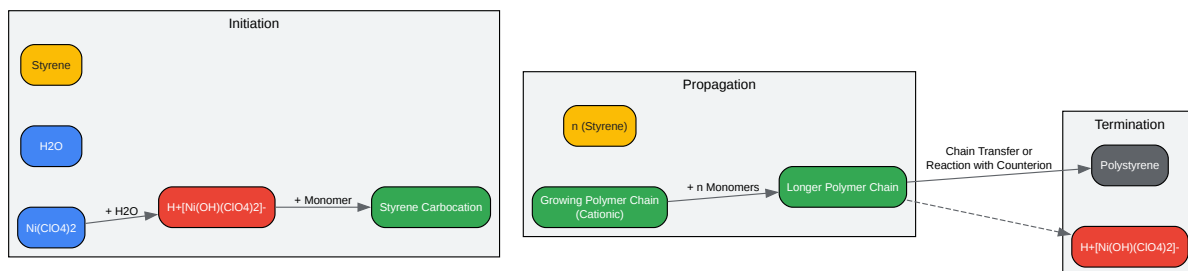 Initiation
Styrene
H2O
Ni(ClO4)2
+ H2O
H+[Ni(OH)(ClO4)2]-
+ Monomer
Styrene Carbocation
Propagation
n (Styrene)
Growing Polymer Chain
(Cationic)
+ n Monomers
Longer Polymer Chain
Chain Transfer or
Reaction with Counterion
Termination
Polystyrene
H+[Ni(OH)(ClO4)2]-